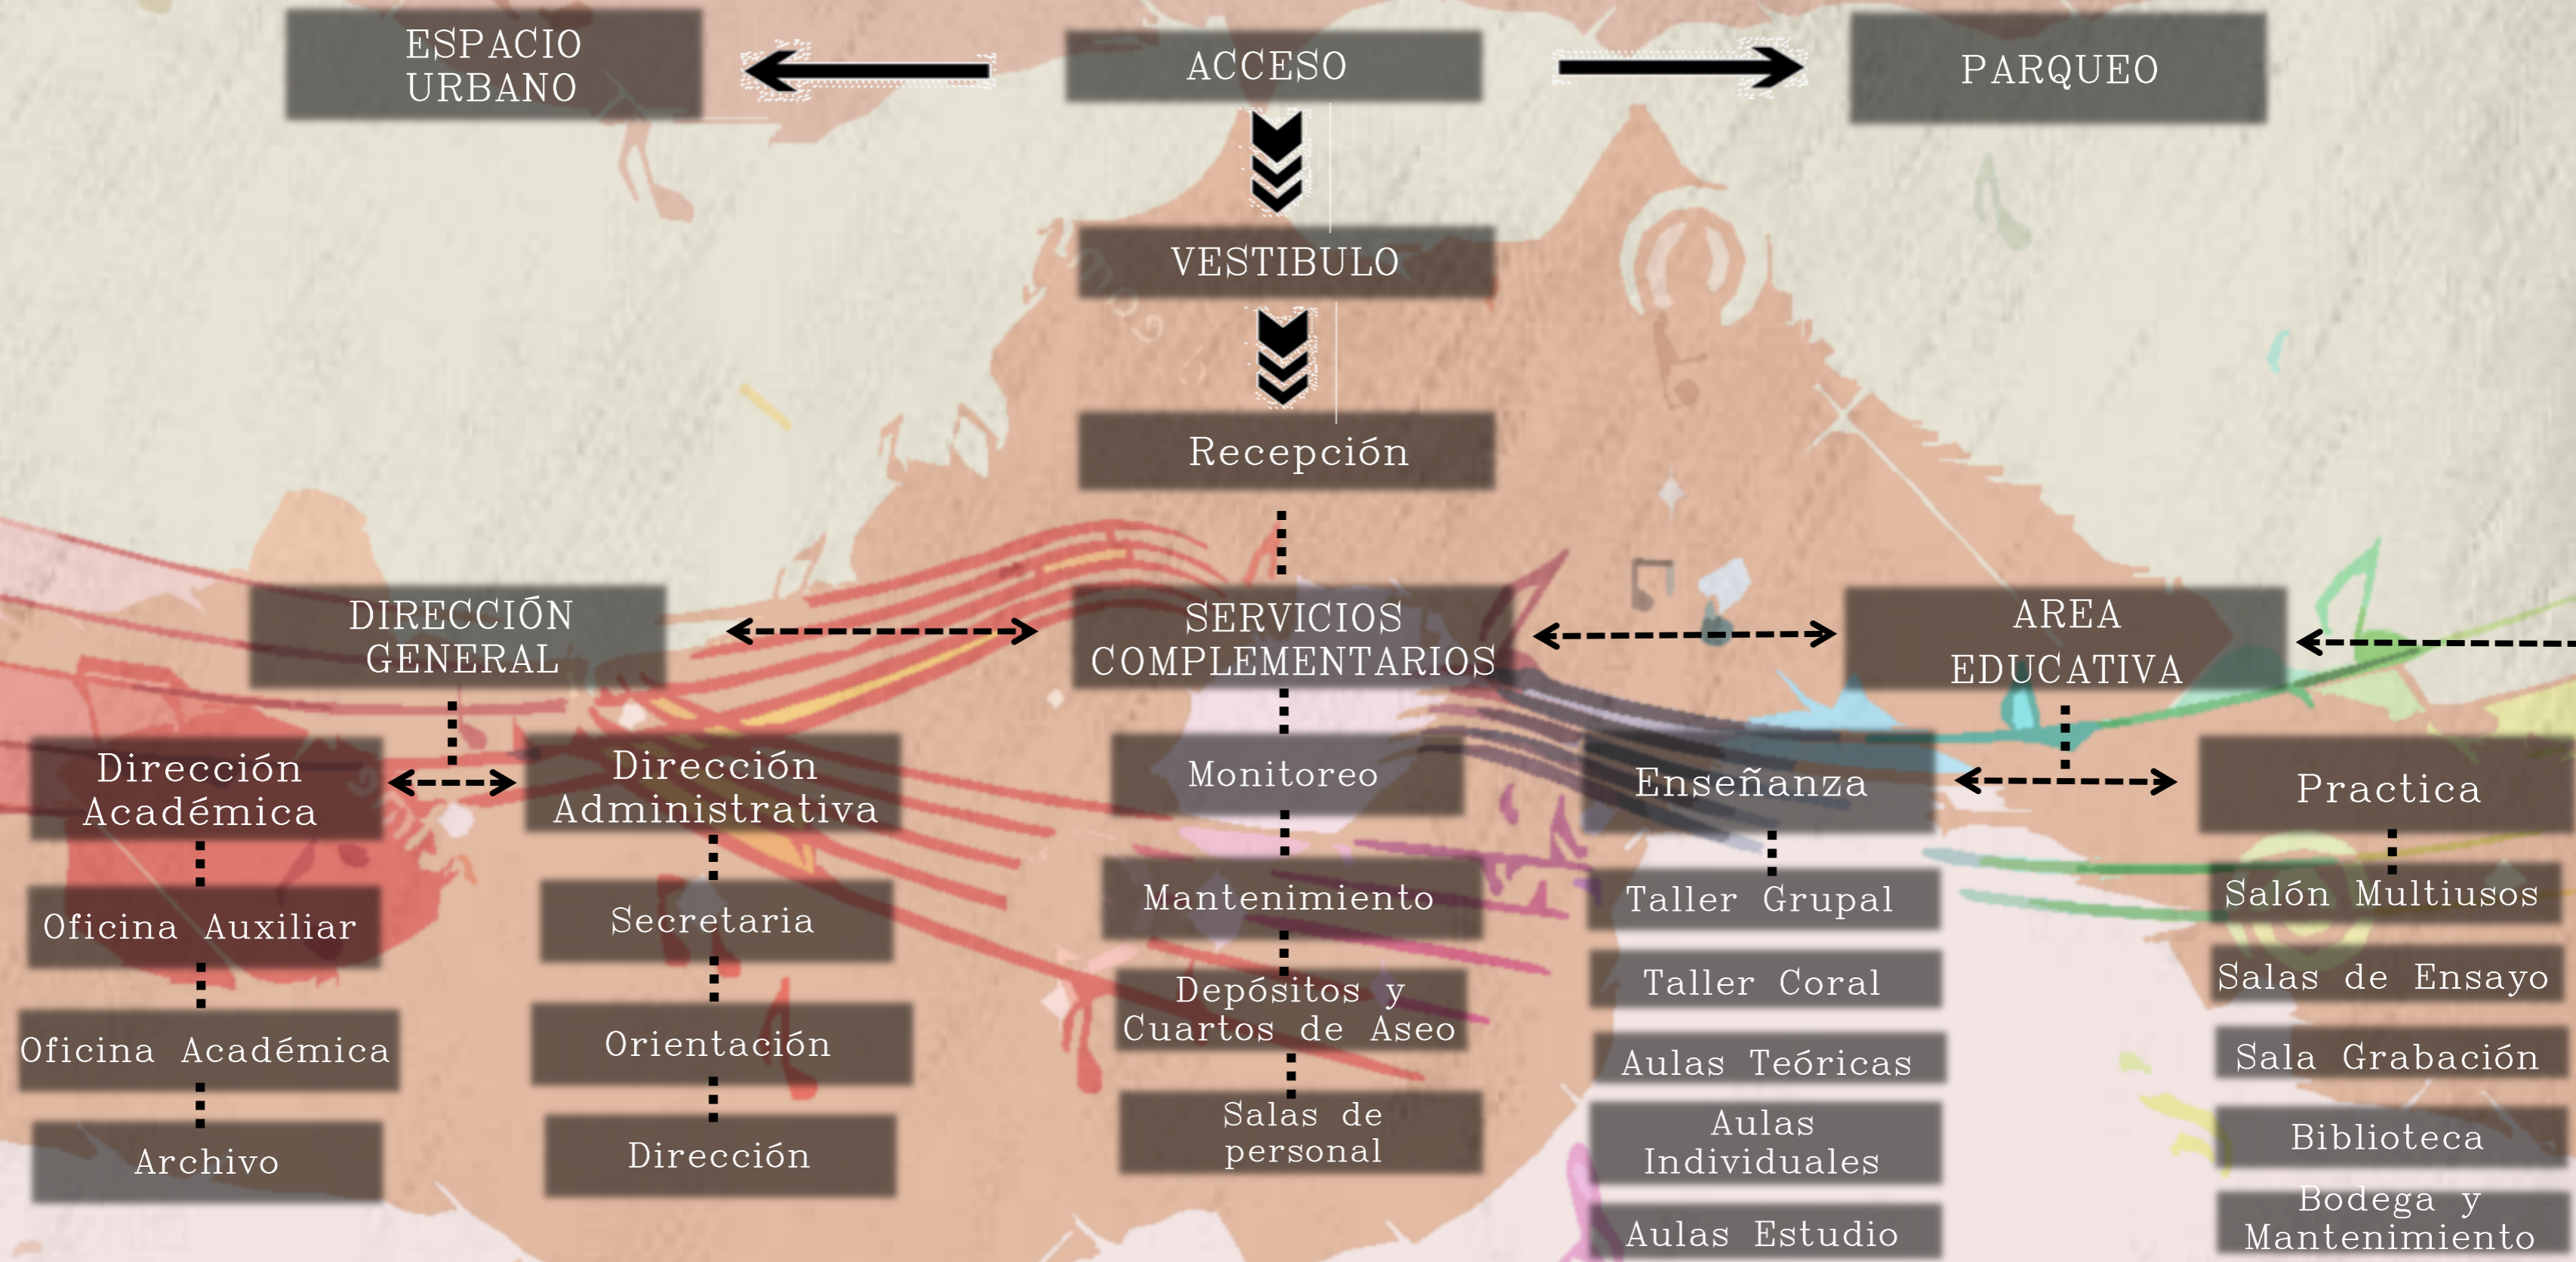 ESPACIO
URBANO
ACCESO
PARQUEO
VESTIBULO
Recepción
DIRECCIÓN
GENERAL
SERVICIOS
COMPLEMENTARIOS
AREA
EDUCATIVA
Dirección
Académica
Dirección
Administrativa
Monitoreo
Enseñanza
Practica
Oficina Auxiliar
Secretaria
Mantenimiento
Taller Grupal
Salón Multiusos
Taller Coral
Salas de Ensayo
Oficina Académica
Orientación
Depósitos y
Cuartos de Aseo
Aulas Teóricas
Sala Grabación
Archivo
Dirección
Salas de
personal
Aulas
Individuales
Biblioteca
Aulas Estudio
Bodega y
Mantenimiento